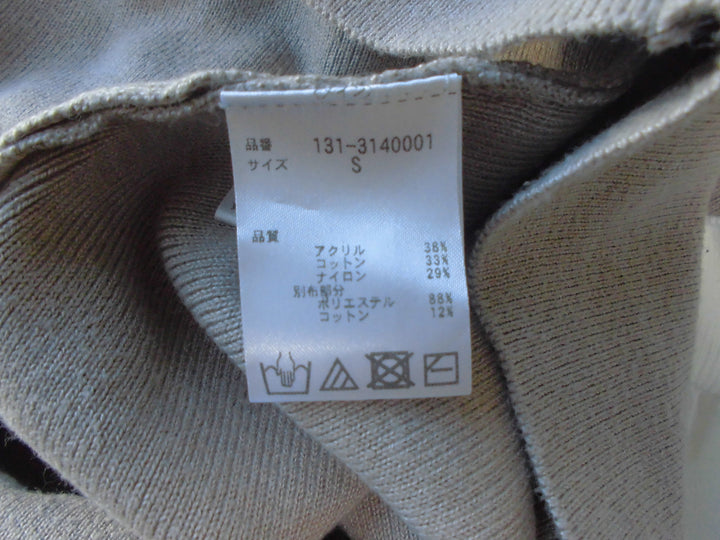 品番 131-3140001
サイズ S
品質
アクリル 38%
コットン 33%
ナイロン 29%
別布部分
ポリエステル 88%
コットン 12%